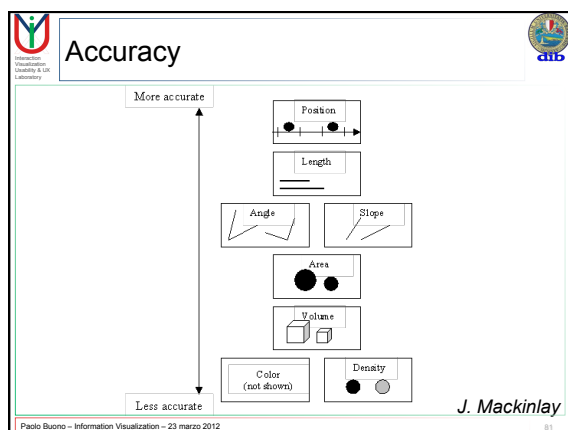 Interaction
Visualization
Usability & UX
Laboratory
Accuracy
dib
More accurate
Position
Length
Angle
Slope
Area
Volume
Color
(not shown)
Density
Less accurate
J. Mackinlay
Paolo Buono – Information Visualization – 23 marzo 2012
81